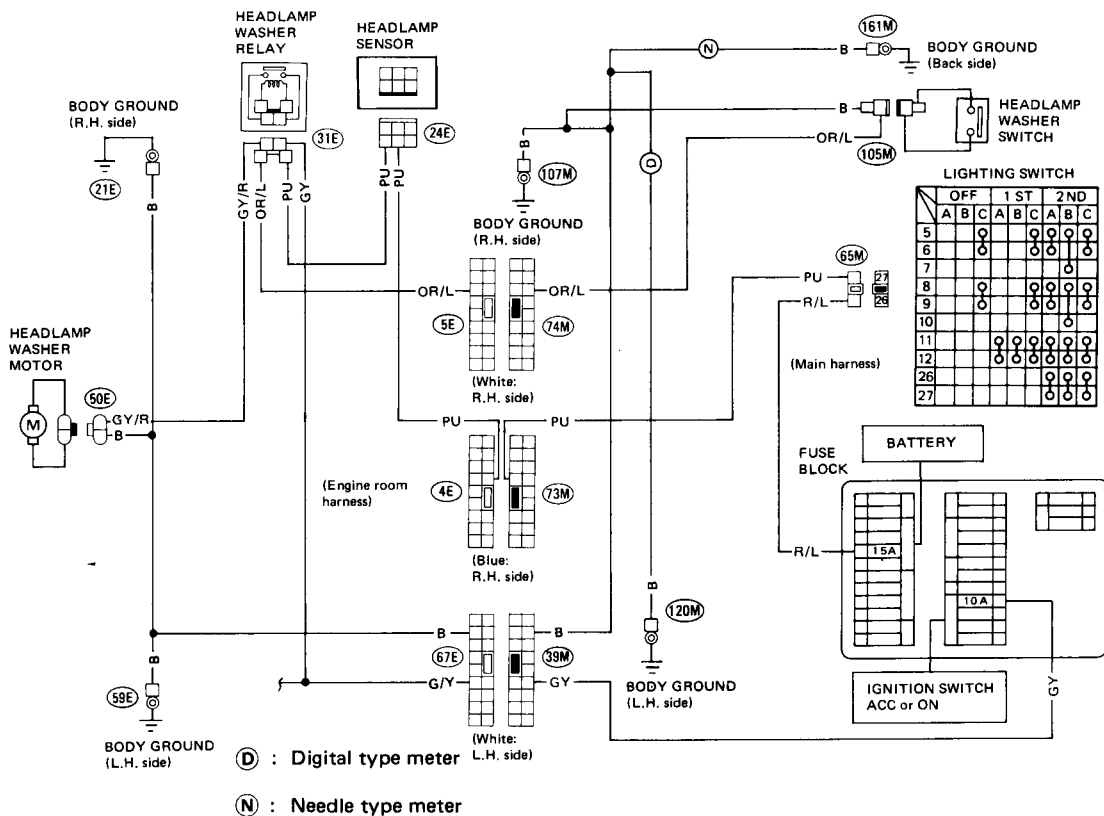 HEADLAMP
WASHER
RELAY
HEADLAMP
SENSOR
161M
N
B
BODY GROUND
(Back side)
BODY GROUND
(R.H. side)
31E
24E
B
HEADLAMP
WASHER
SWITCH
OR/L
105M
21E
B
GY/R
OR/L
PU
GY
PU
PU
B
107M
D
BODY GROUND
(R.H. side)
LIGHTING SWITCH
OFF 1 ST 2 ND
A B C A B C A B C
5
6
7
8
9
10
11
12
26
27
65M
PU
27
R/L
26
OR/L
OR/L
5E
74M
(Main harness)
(White:
R.H. side)
HEADLAMP
WASHER
MOTOR
M
50E
GY/R
B
PU
PU
(Engine room
harness)
4E
73M
(Blue:
R.H. side)
BATTERY
FUSE
BLOCK
R/L
15A
10A
B
120M
BODY GROUND
(L.H. side)
B
B
67E
39M
G/Y
GY
(White:
L.H. side)
B
59E
BODY GROUND
(L.H. side)
IGNITION SWITCH
ACC or ON
GY
D : Digital type meter
N : Needle type meter